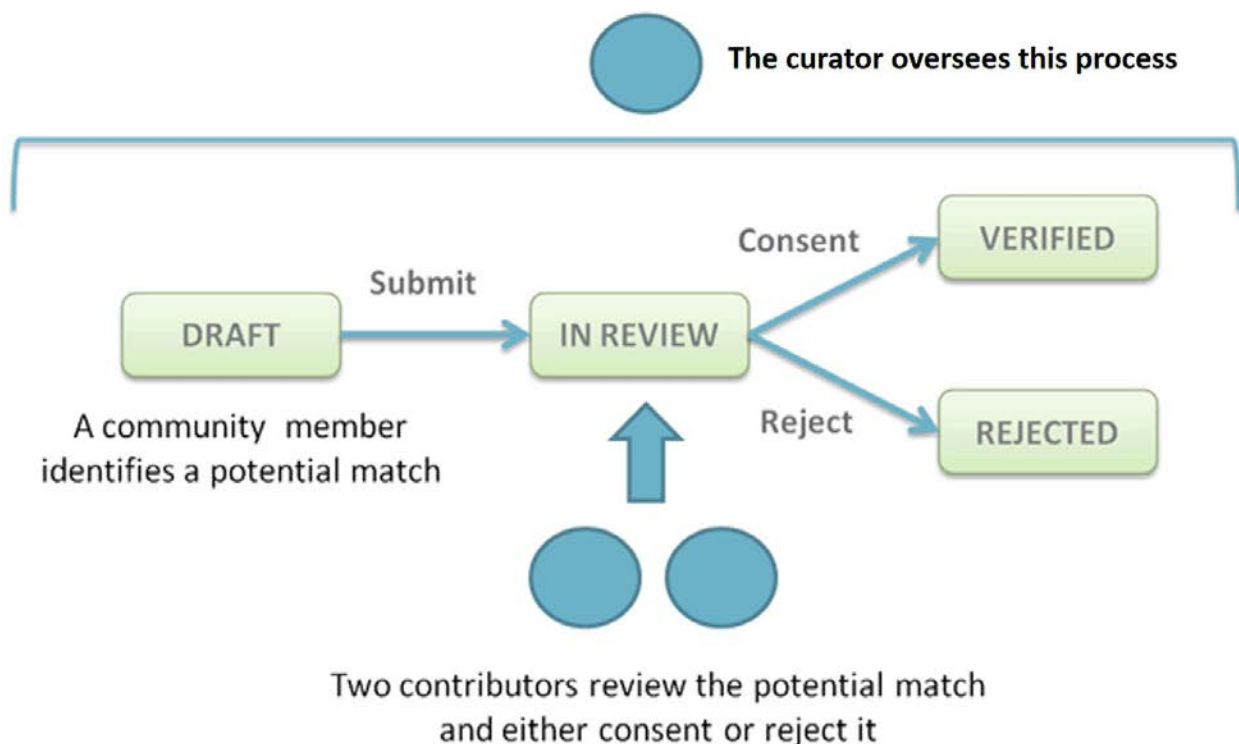 The curator oversees this process
Consent
VERIFIED
Submit
DRAFT
IN REVIEW
Reject
REJECTED
A community member
identifies a potential match
Two contributors review the potential match
and either consent or reject it